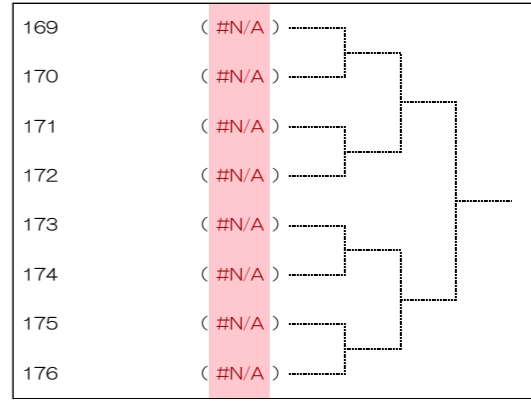 169 ( #N/A )
170 ( #N/A )
171 ( #N/A )
172 ( #N/A )
173 ( #N/A )
174 ( #N/A )
175 ( #N/A )
176 ( #N/A )